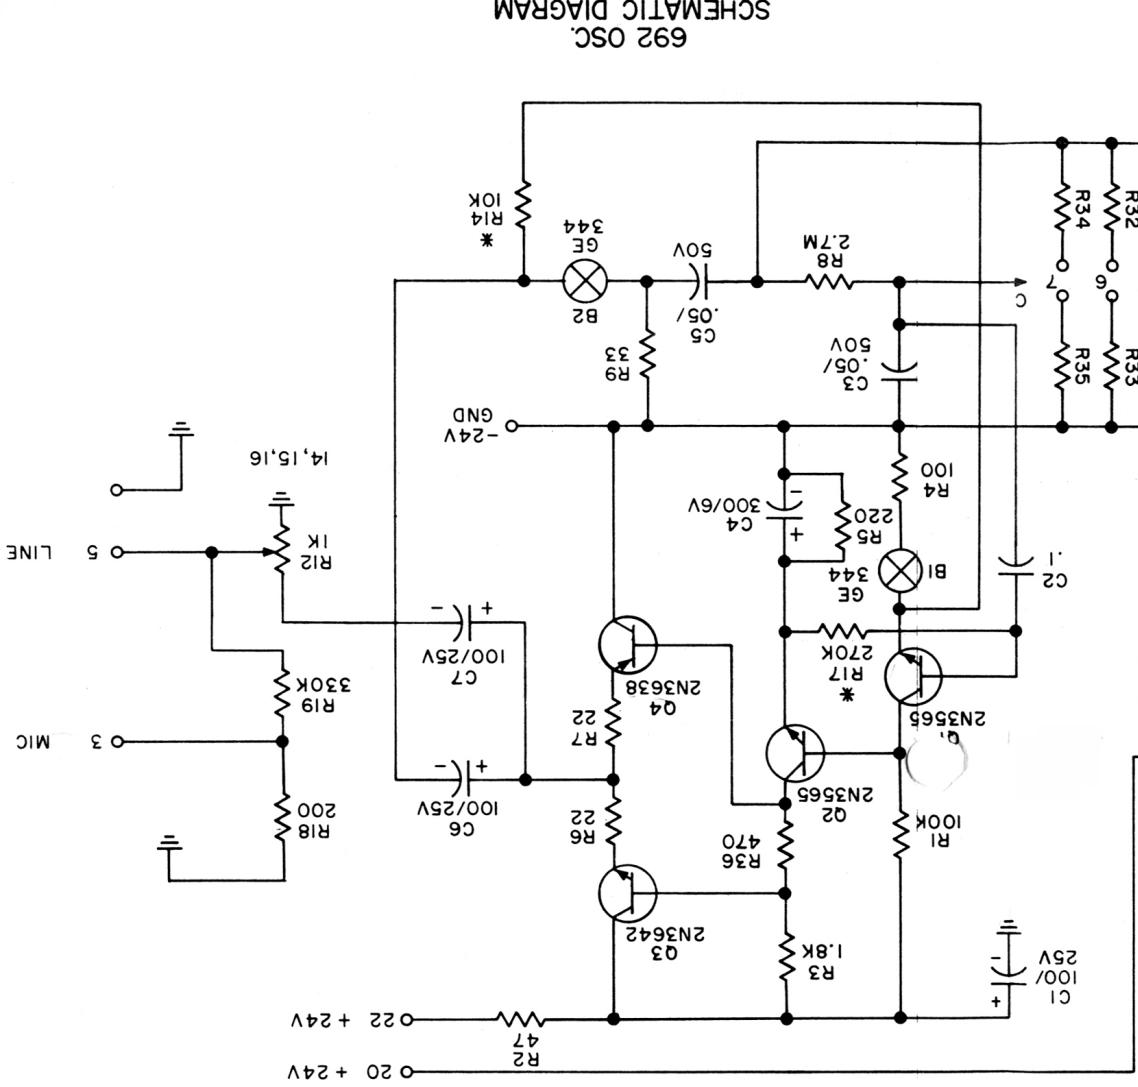 20 +24V
R2
47
22 +24V
C1
100/
25V
+
-
R3
1.8K
Q3
2N3642
R1
100K
R36
470
R6
22
C6
100/25V
+
-
R18
200
Q2
2N3565
Q1
2N3565
3 MIC
R7
22
Q4
2N3638
*
R17
270K
C7
100/25V
+
-
R19
330K
C2
.1
B1
GE
344
R5
220
C4
300/6V
+
-
R12
1K
5 LINE
R4
100
14,15,16
-24V
GND
C3
.05/
50V
R9
33
R33
R35
C5
.05/
50V
B2
GE
344
C
6
7
R8
2.7M
*
R14
10K
R32
R34
692 OSC.
SCHEMATIC DIAGRAM